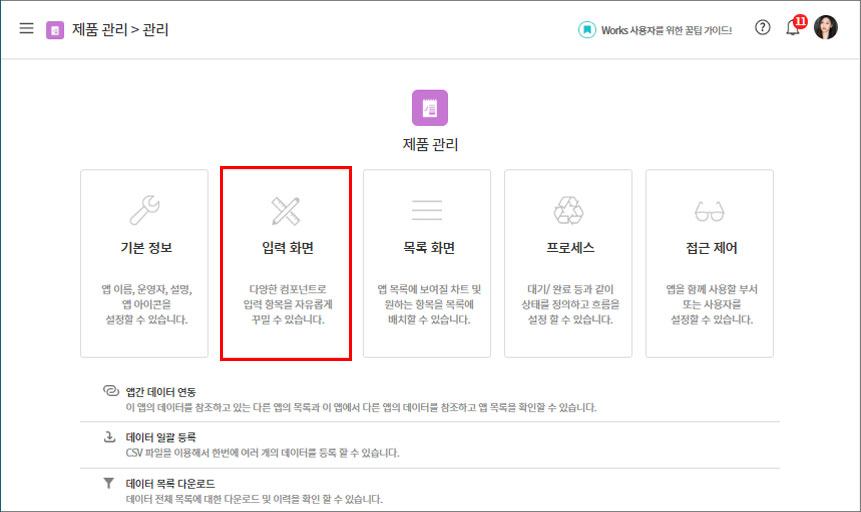 제품 관리 > 관리
Works 사용자를 위한 꿀팁 가이드!
11
제품 관리
기본 정보
앱 이름, 운영자, 설명,
앱 아이콘을
설정할 수 있습니다.
입력 화면
다양한 컴포넌트로
입력 항목을 자유롭게
꾸밀 수 있습니다.
목록 화면
앱 목록에 보여질 차트 및
원하는 항목을 목록에
배치할 수 있습니다.
프로세스
대기/ 완료 등과 같이
상태를 정의하고 흐름을
설정 할 수 있습니다.
접근 제어
앱을 함께 사용할 부서
또는 사용자를
설정할 수 있습니다.
앱간 데이터 연동
이 앱의 데이터를 참조하고 있는 다른 앱의 목록과 이 앱에서 다른 앱의 데이터를 참조하고 앱 목록을 확인할 수 있습니다.
데이터 일괄 등록
CSV 파일을 이용해서 한번에 여러 개의 데이터를 등록 할 수 있습니다.
데이터 목록 다운로드
데이터 전체 목록에 대한 다운로드 및 이력을 확인 할 수 있습니다.